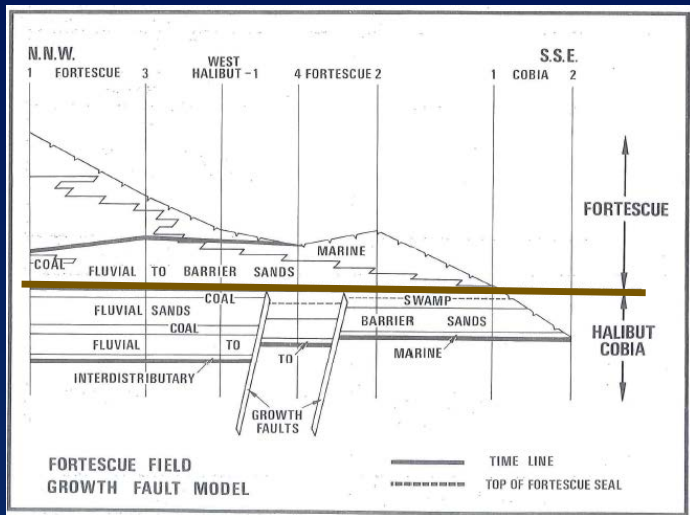 N.N.W. S.S.E.
WEST
1 FORTESCUE 3 HALIBUT-1 4 FORTESCUE 2 1 COBIA 2
FORTESCUE
MARINE
COAL
FLUVIAL TO BARRIER SANDS
COAL SWAMP
FLUVIAL SANDS
BARRIER SANDS
COAL
HALIBUT
COBIA
FLUVIAL TO TO MARINE
INTERDISTRIBUTARY
GROWTH
FAULTS
FORTESCUE FIELD TIME LINE
GROWTH FAULT MODEL TOP OF FORTESCUE SEAL